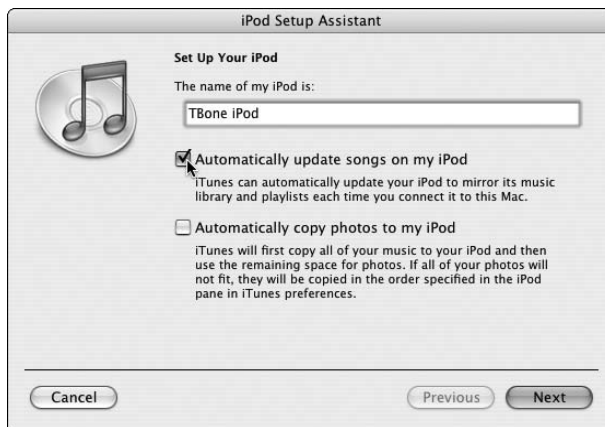 iPod Setup Assistant
Set Up Your iPod
The name of my iPod is:
TBone iPod
Automatically update songs on my iPod
iTunes can automatically update your iPod to mirror its music
library and playlists each time you connect it to this Mac.
Automatically copy photos to my iPod
iTunes will first copy all of your music to your iPod and then
use the remaining space for photos. If all of your photos will
not fit, they will be copied in the order specified in the iPod
pane in iTunes preferences.
Cancel
Previous
Next